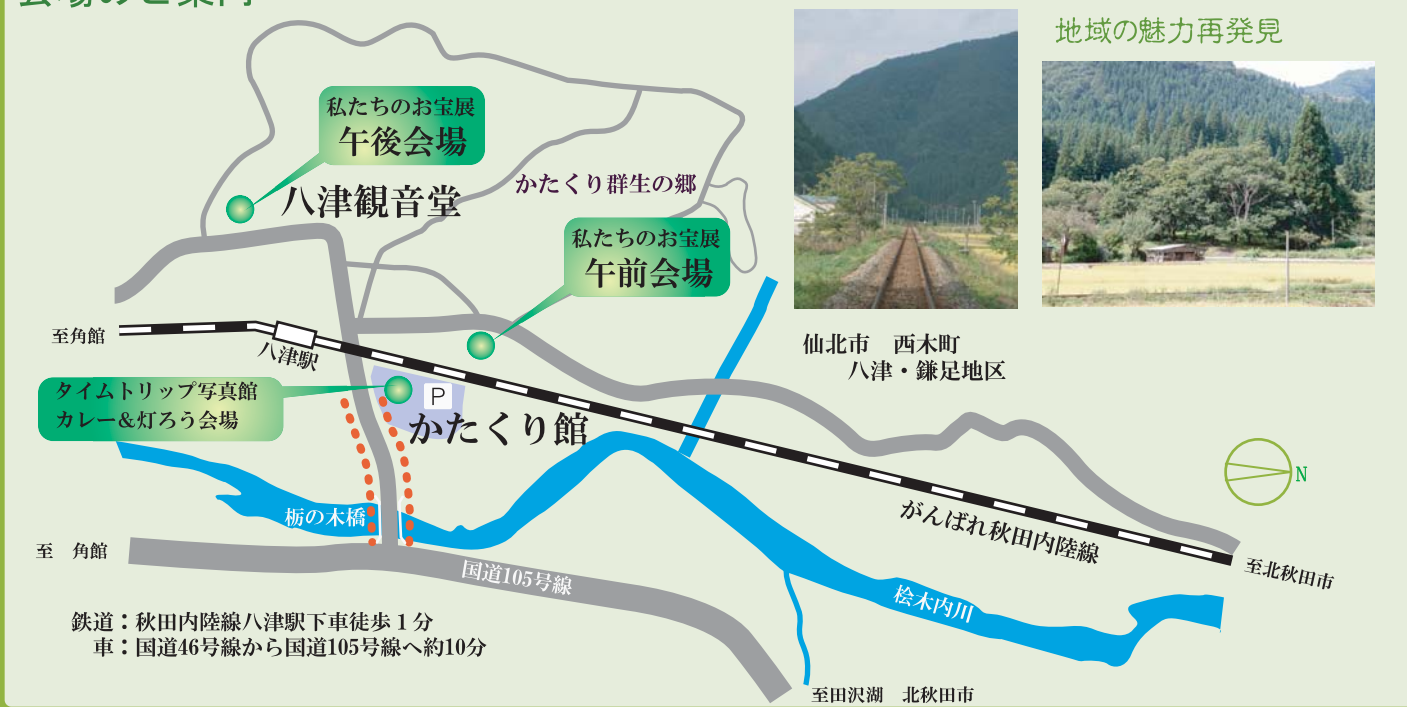 会場のご案内
地域の魅力再発見
私たちのお宝展
午後会場
八津観音堂
かたくり群生の郷
私たちのお宝展
午前会場
仙北市　西木町
八津・鎌足地区
至角館
八津駅
タイムトリップ写真館
カレー&灯ろう会場
P
かたくり館
N
栃の木橋
がんばれ秋田内陸線
至北秋田市
至　角館
国道105号線
桧木内川
鉄道：秋田内陸線八津駅下車徒歩１分
車：国道46号線から国道105号線へ約10分
至田沢湖　北秋田市